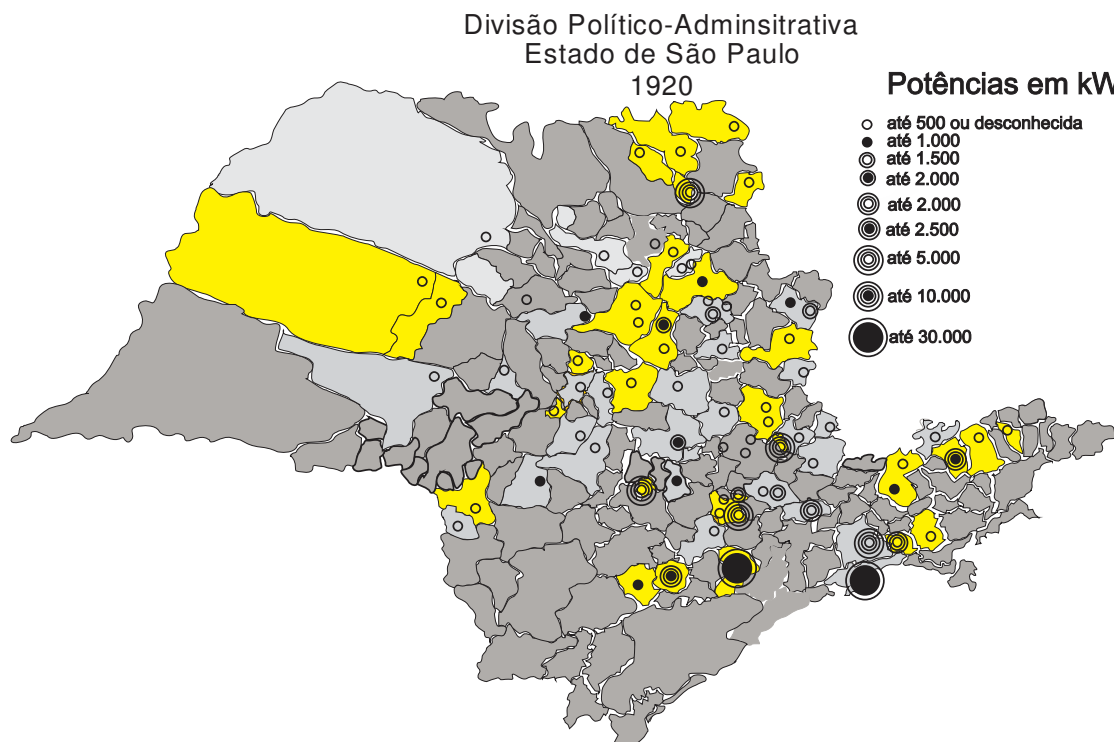 Divisão Político-Adminsitrativa
Estado de São Paulo
1920
Potências em kW
até 500 ou desconhecida
até 1.000
até 1.500
até 2.000
até 2.000
até 2.500
até 5.000
até 10.000
até 30.000